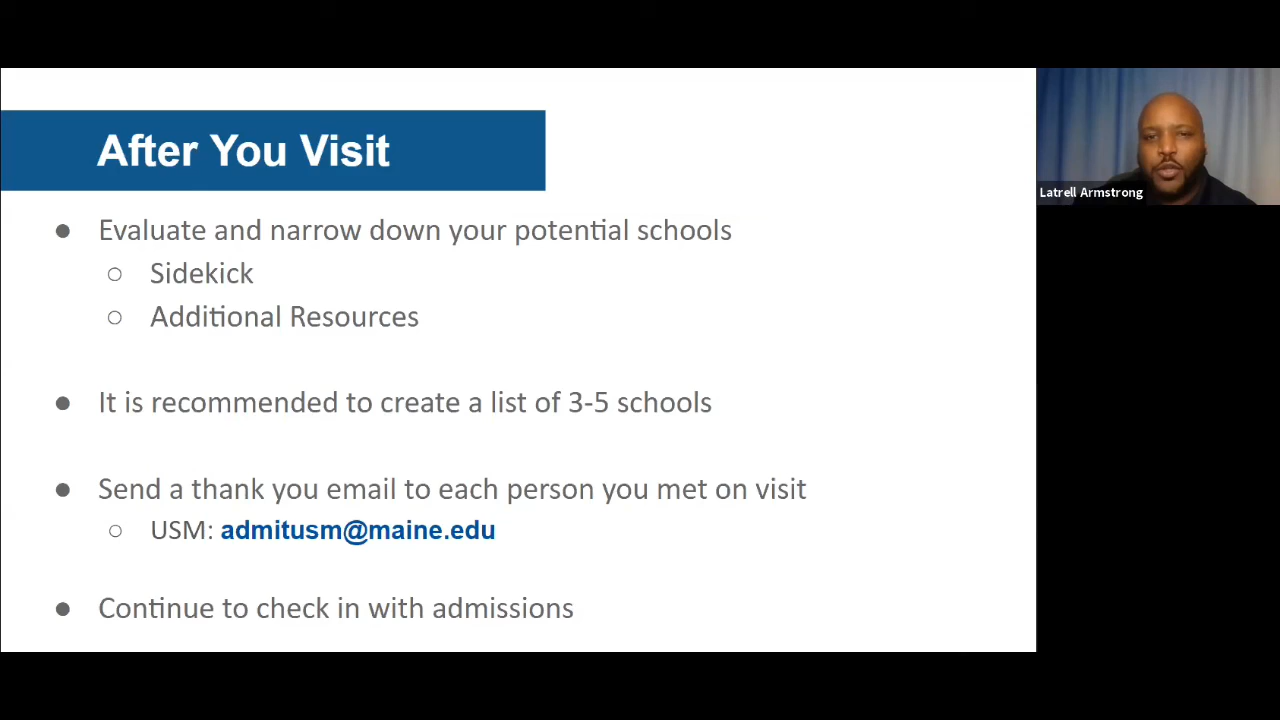 After You Visit
● Evaluate and narrow down your potential schools
○ Sidekick
○ Additional Resources
● It is recommended to create a list of 3-5 schools
● Send a thank you email to each person you met on visit
○ USM: admitusm@maine.edu
● Continue to check in with admissions
Latrell Armstrong